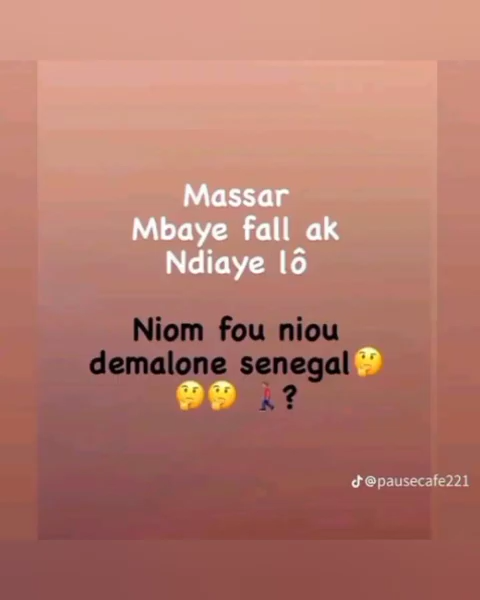 Massar
Mbaye fall ak
Ndiaye lô
Niom fou niou
demalone senegal🤔
🤔🤔 🚶?
@pausecafe221